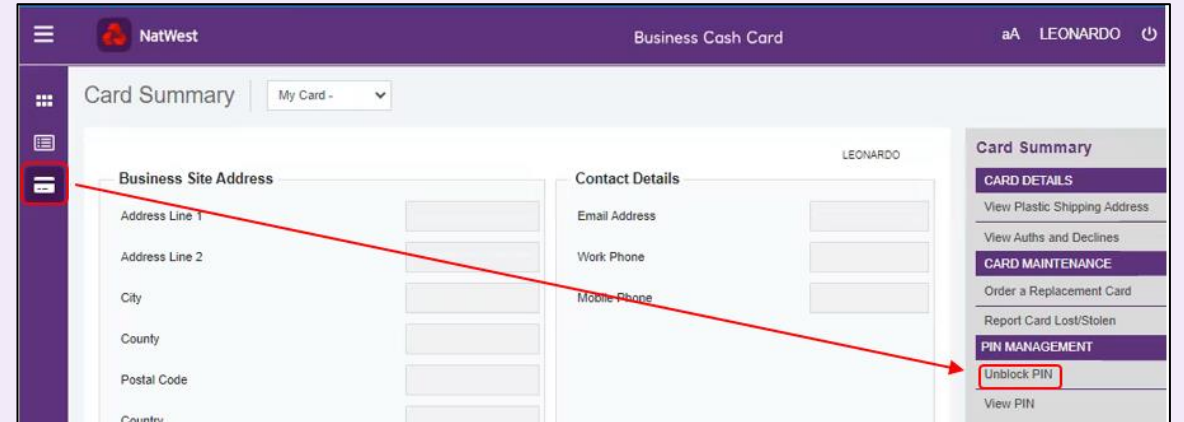 NatWest
Business Cash Card
aA LEONARDO
Card Summary
My Card -
LEONARDO
Business Site Address
Address Line 1
Address Line 2
City
County
Postal Code
Country
Contact Details
Email Address
Work Phone
Mobile Phone
Card Summary
CARD DETAILS
View Plastic Shipping Address
View Auths and Declines
CARD MAINTENANCE
Order a Replacement Card
Report Card Lost/Stolen
PIN MANAGEMENT
Unblock PIN
View PIN